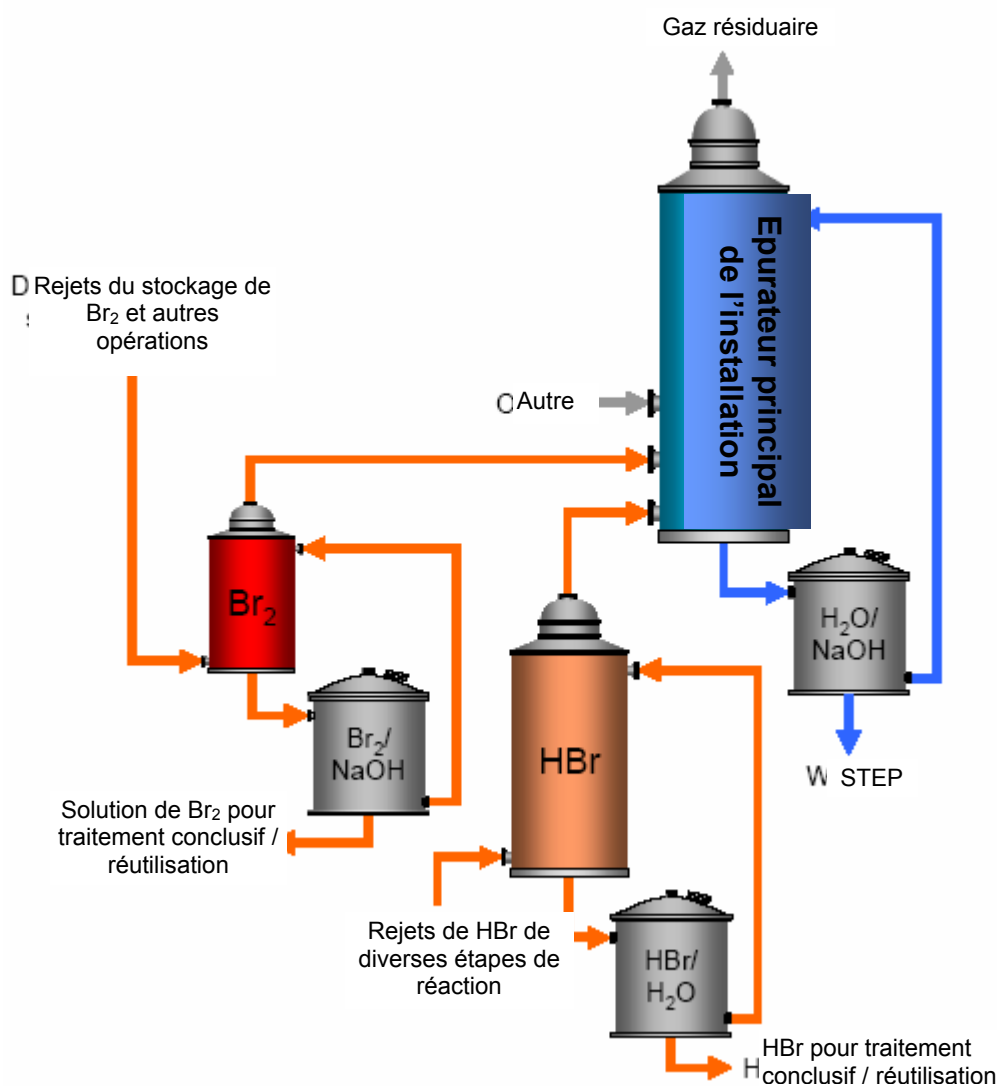 Gaz résiduaire
Epurateur principal
de l'installation
D Rejets du stockage de
s Br₂ et autres
opérations
O Autre
Br₂
H₂O/
NaOH
Br₂/
NaOH
HBr
W STEP
Solution de Br₂ pour
traitement conclusif /
réutilisation
Rejets de HBr de
diverses étapes de
réaction
HBr/
H₂O
HBr pour traitement
H conclusif / réutilisation